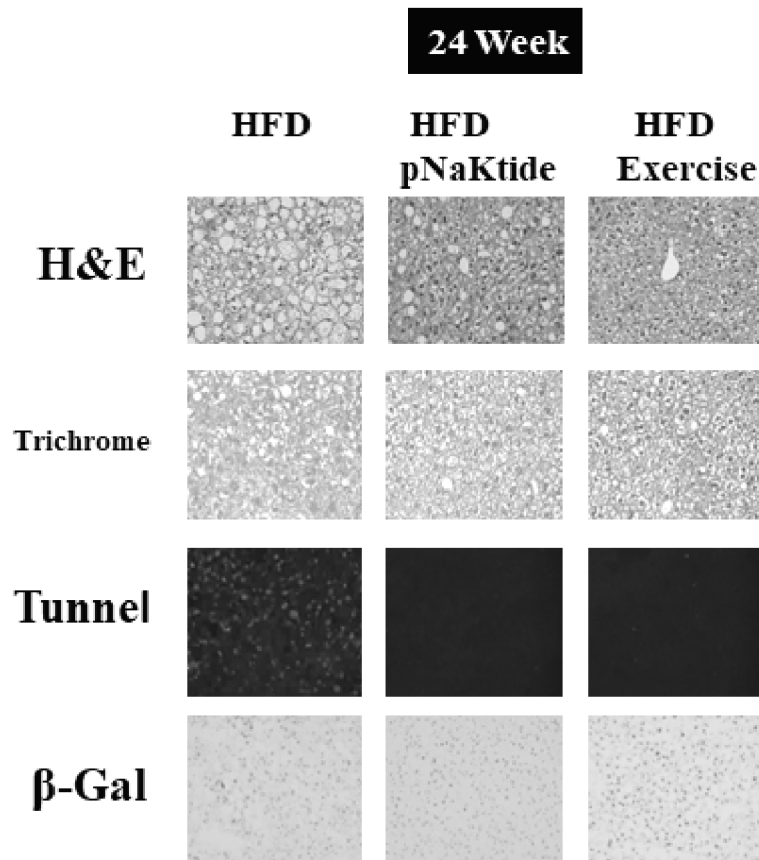 24 Week
HFD HFD HFD
pNaKtide Exercise
H&E
Trichrome
Tunnel
β-Gal